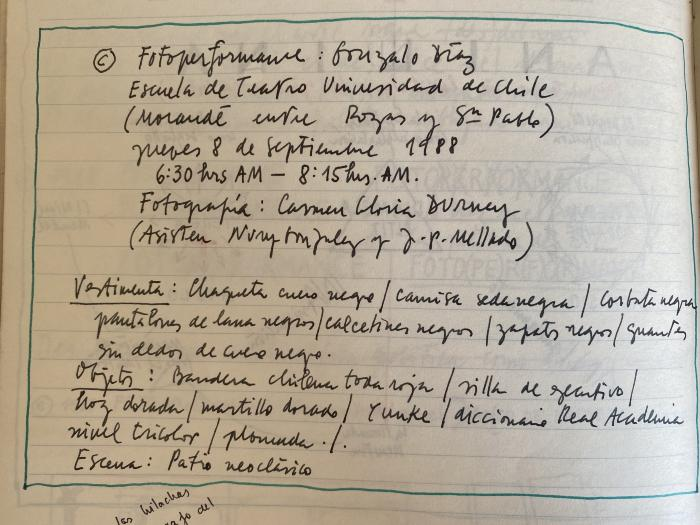 © Fotoperformance : Gonzalo Díaz
Escuela de Teatro Universidad de Chile
(Morandé entre Rozas y Sn Pablo)
jueves 8 de Septiembre 1988
6:30 hrs AM — 8:15 hrs. AM.
Fotografía : Carmen Gloria
(Asisten Nury González y J.-P. Mellado)
Vestimenta : Chaqueta cuero negro / camisa seda negra / corbata negra
pantalones de lana negros / calcetines negros / zapatos negros / guantes
sin dedos de cuero negro.
Objetos : Bandera chilena toda roja / silla de ejecutivo /
hoz dorada / martillo dorado / Yunke / diccionario Real Academia
nivel tricolor / plomada ./.
Escena : Patio neoclásico
las hilachas
del